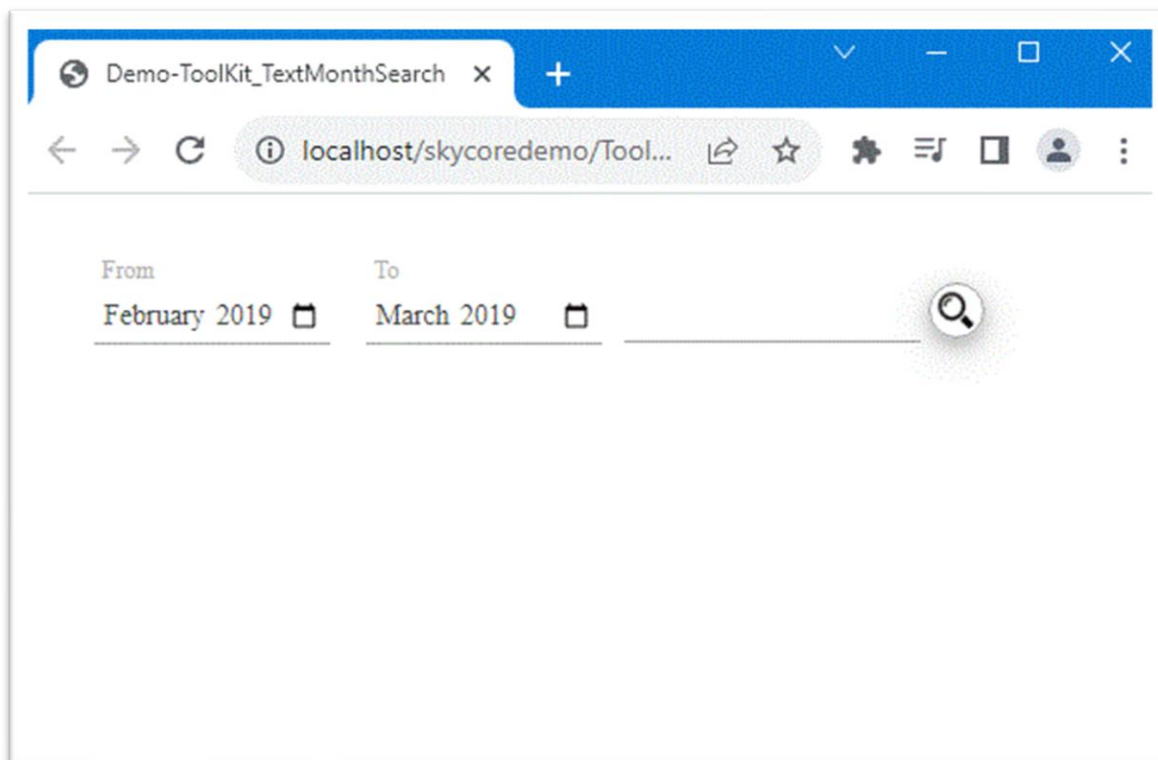 Demo-ToolKit_TextMonthSearch
localhost/skycoredemo/Tool...
From To
February 2019 March 2019